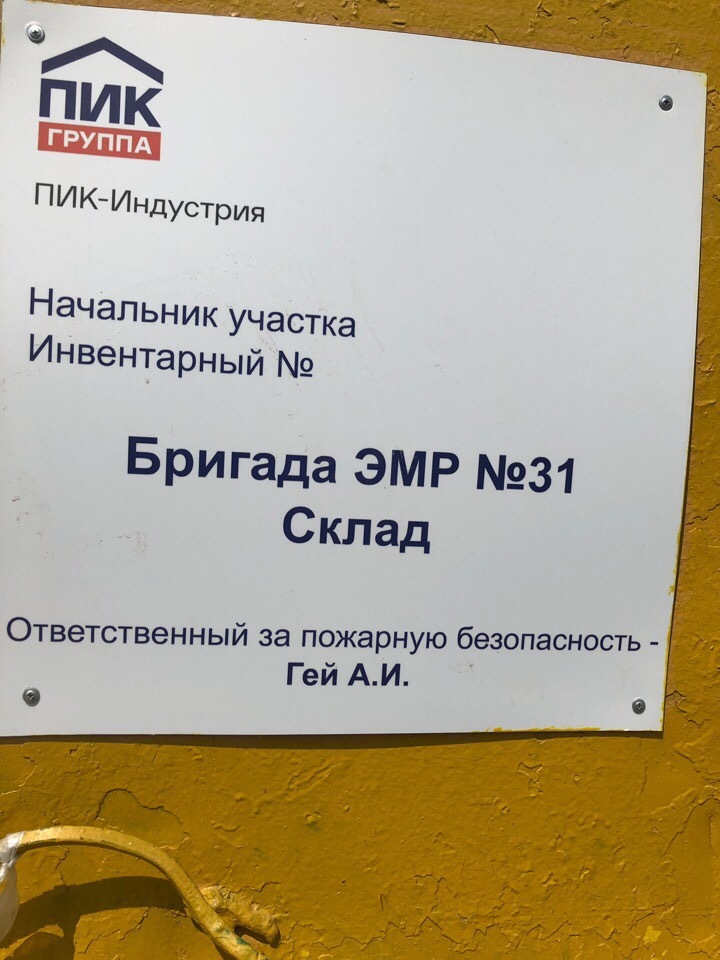 ПИК
ГРУППА
ПИК-Индустрия
Начальник участка
Инвентарный №
Бригада ЭМР №31
Склад
Ответственный за пожарную безопасность -
Гей А.И.